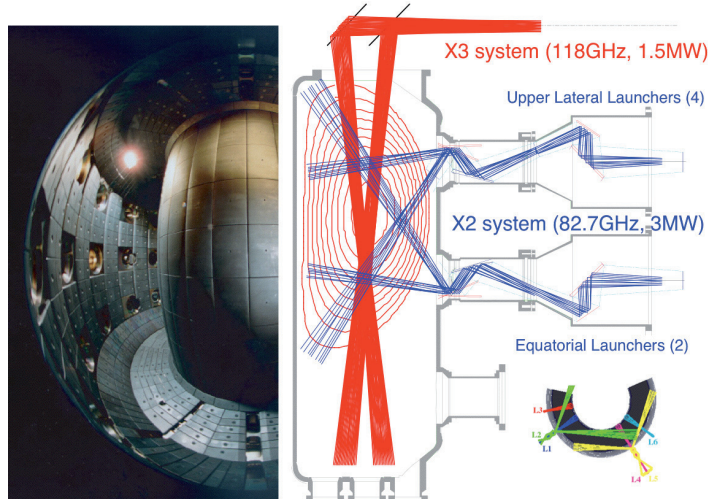 X3 system (118GHz, 1.5MW)
Upper Lateral Launchers (4)
X2 system (82.7GHz, 3MW)
Equatorial Launchers (2)
L3
L2
L1
L6
L4
L5